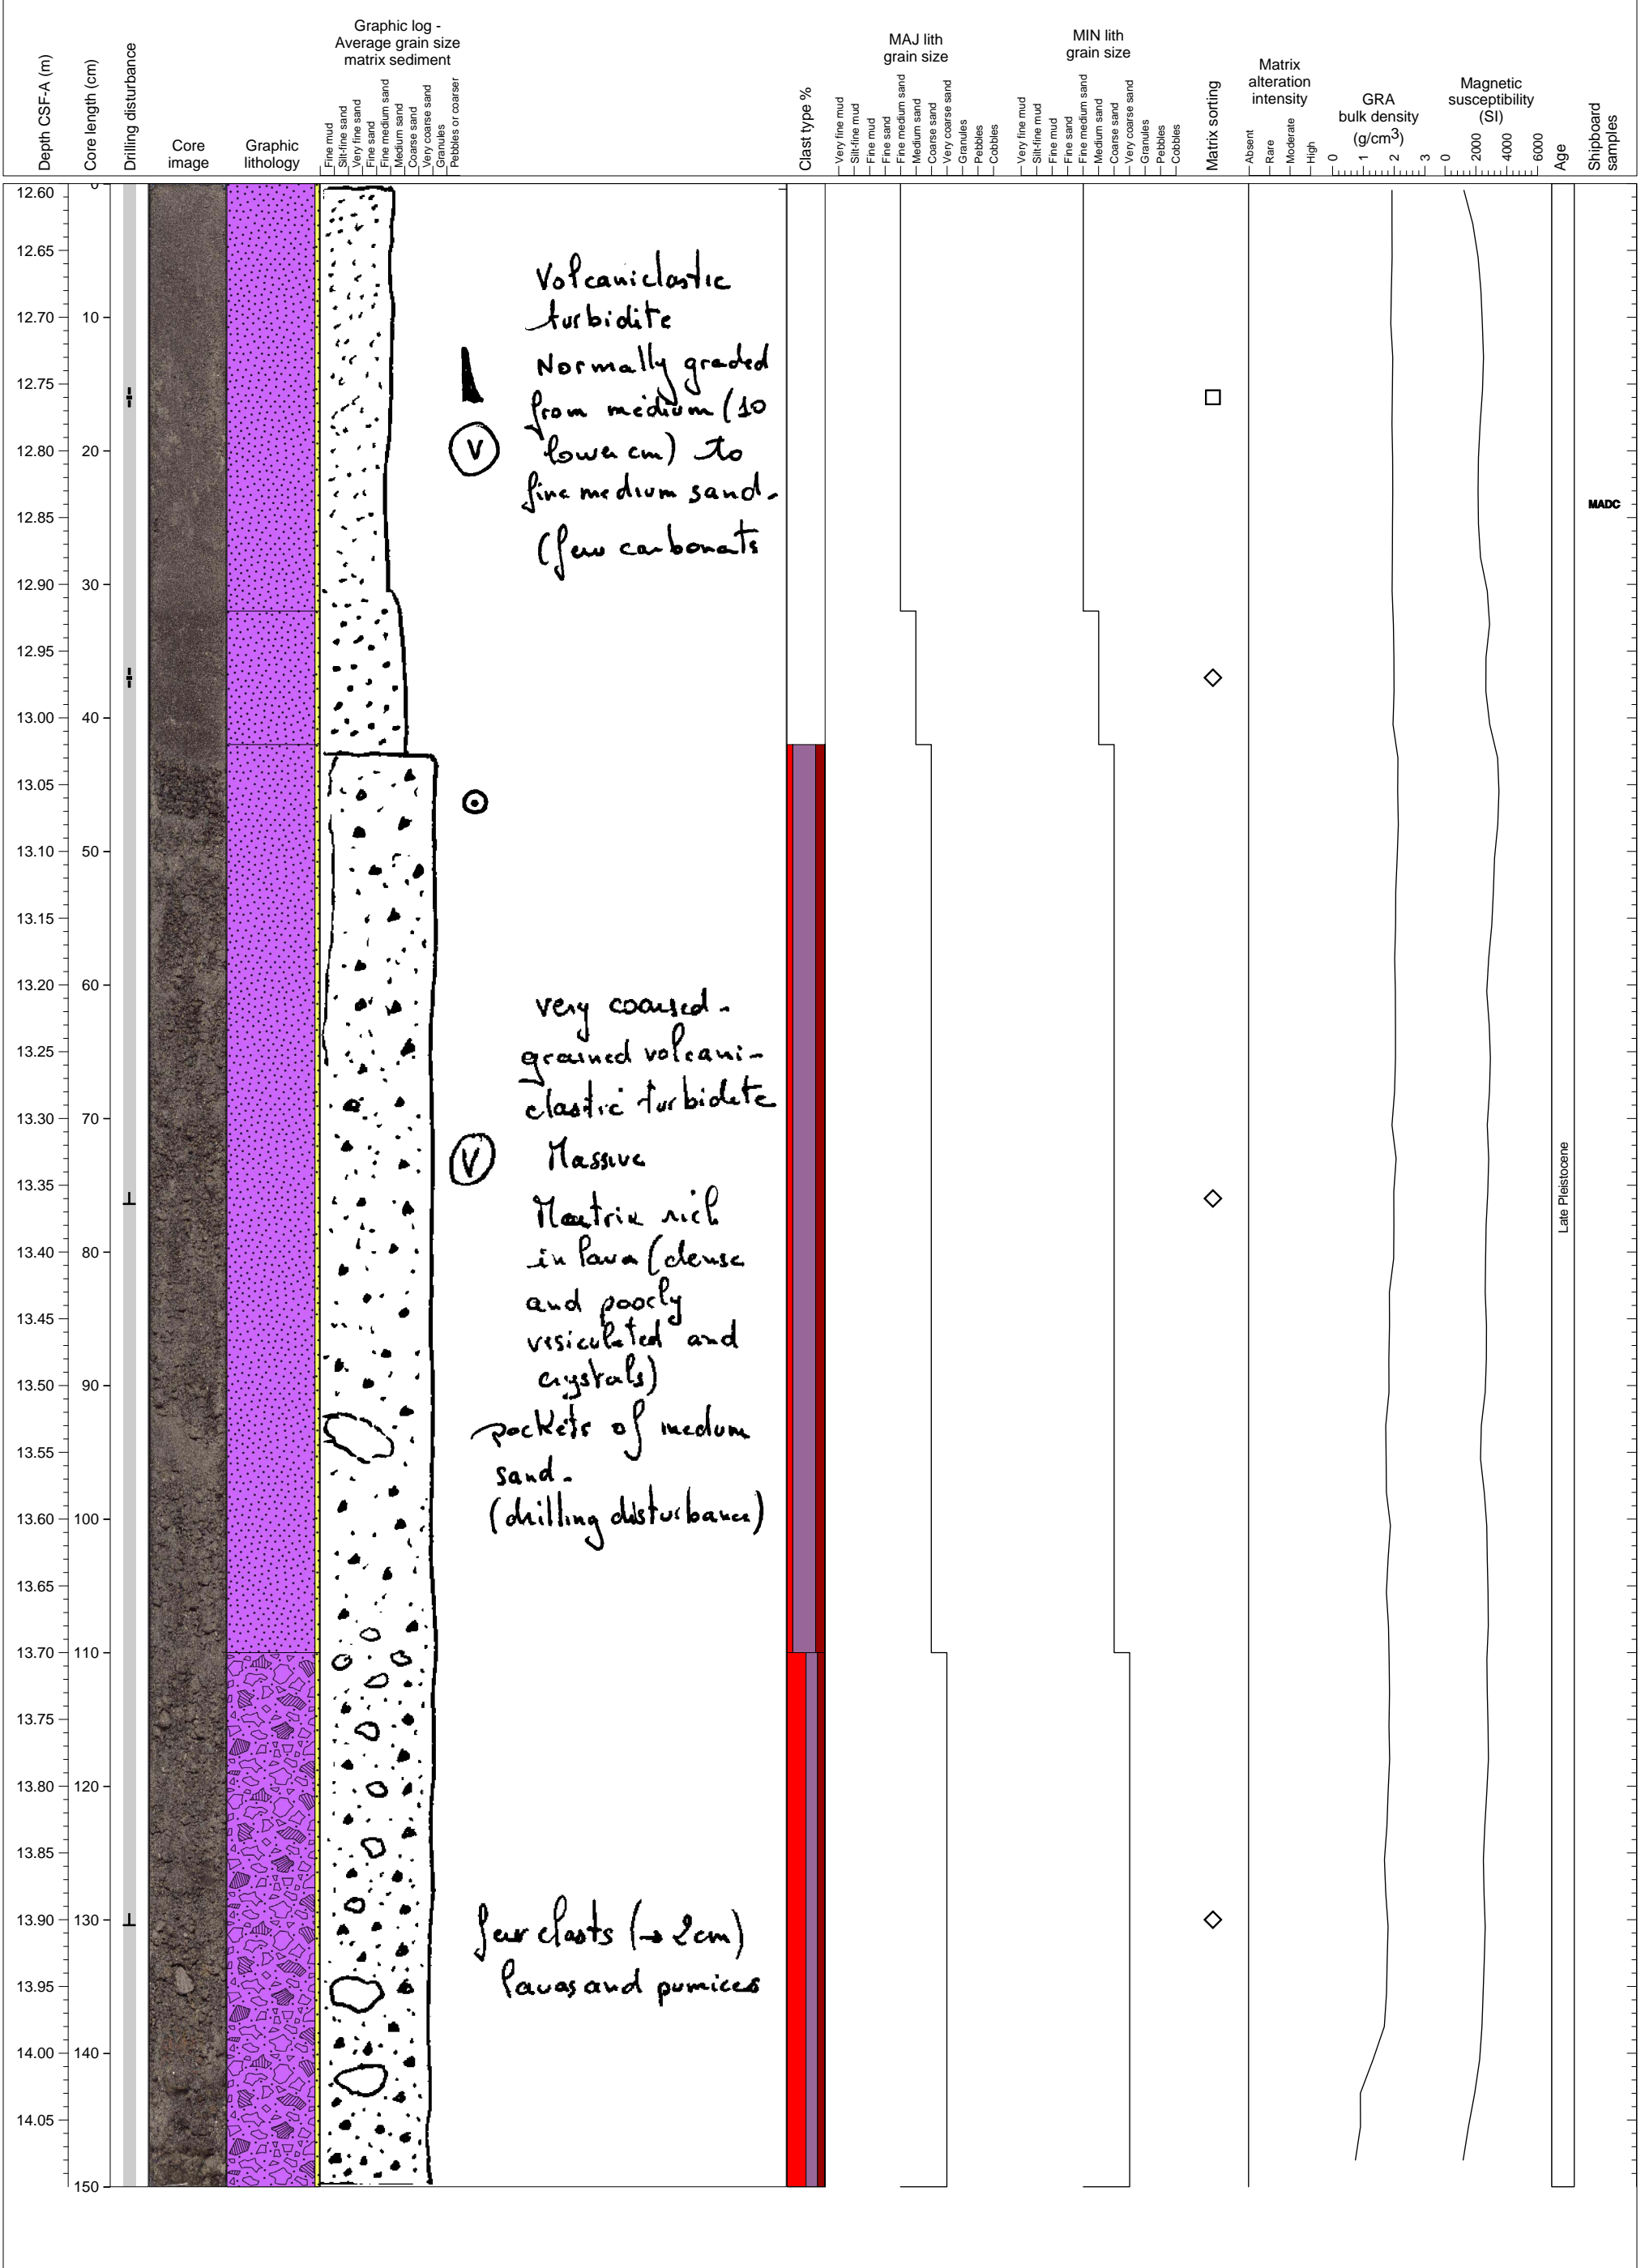 Depth CSF-A (m)
Core length (cm)
Drilling disturbance
Core
image
Graphic
lithology
Graphic log -
Average grain size
matrix sediment
Fine mud
Silt-fine sand
Very fine sand
Fine sand
Fine medium sand
Medium sand
Coarse sand
Very coarse sand
Granules
Pebbles or coarser
Clast type %
MAJ lith
grain size
Very fine mud
Silt-fine mud
Fine mud
Fine sand
Fine medium sand
Medium sand
Coarse sand
Very coarse sand
Granules
Pebbles
Cobbles
MIN lith
grain size
Very fine mud
Silt-fine mud
Fine mud
Fine sand
Fine medium sand
Medium sand
Coarse sand
Very coarse sand
Granules
Pebbles
Cobbles
Matrix sorting
Matrix
alteration
intensity
Absent
Rare
Moderate
High
GRA
bulk density
(g/cm3)
0 1 2 3
Magnetic
susceptibility
(SI)
0 2000 4000 6000
Age
Shipboard
samples
12.60 0
12.65
Volcaniclastic
12.70 10
turbidite
12.75
Normally graded
from medium (10
12.80 20
V
lower cm) to
fine medium sand-
12.85
MADC
(few carbonats
12.90 30
12.95
13.00 40
13.05
13.10 50
13.15
13.20 60
very coarsed-
13.25
grained volcani-
13.30 70
clastic turbidete
V
Massive
13.35
Matrix rich
13.40 80
in lava (dense
and poorly
13.45
vesiculated and
13.50 90
crystals)
pockets of medum
13.55
sand-
13.60 100
(drilling disturbance)
13.65
13.70 110
13.75
13.80 120
13.85
13.90 130
few clasts (→ 2cm)
13.95
lavas and pumices
14.00 140
14.05
150
Late Pleistocene